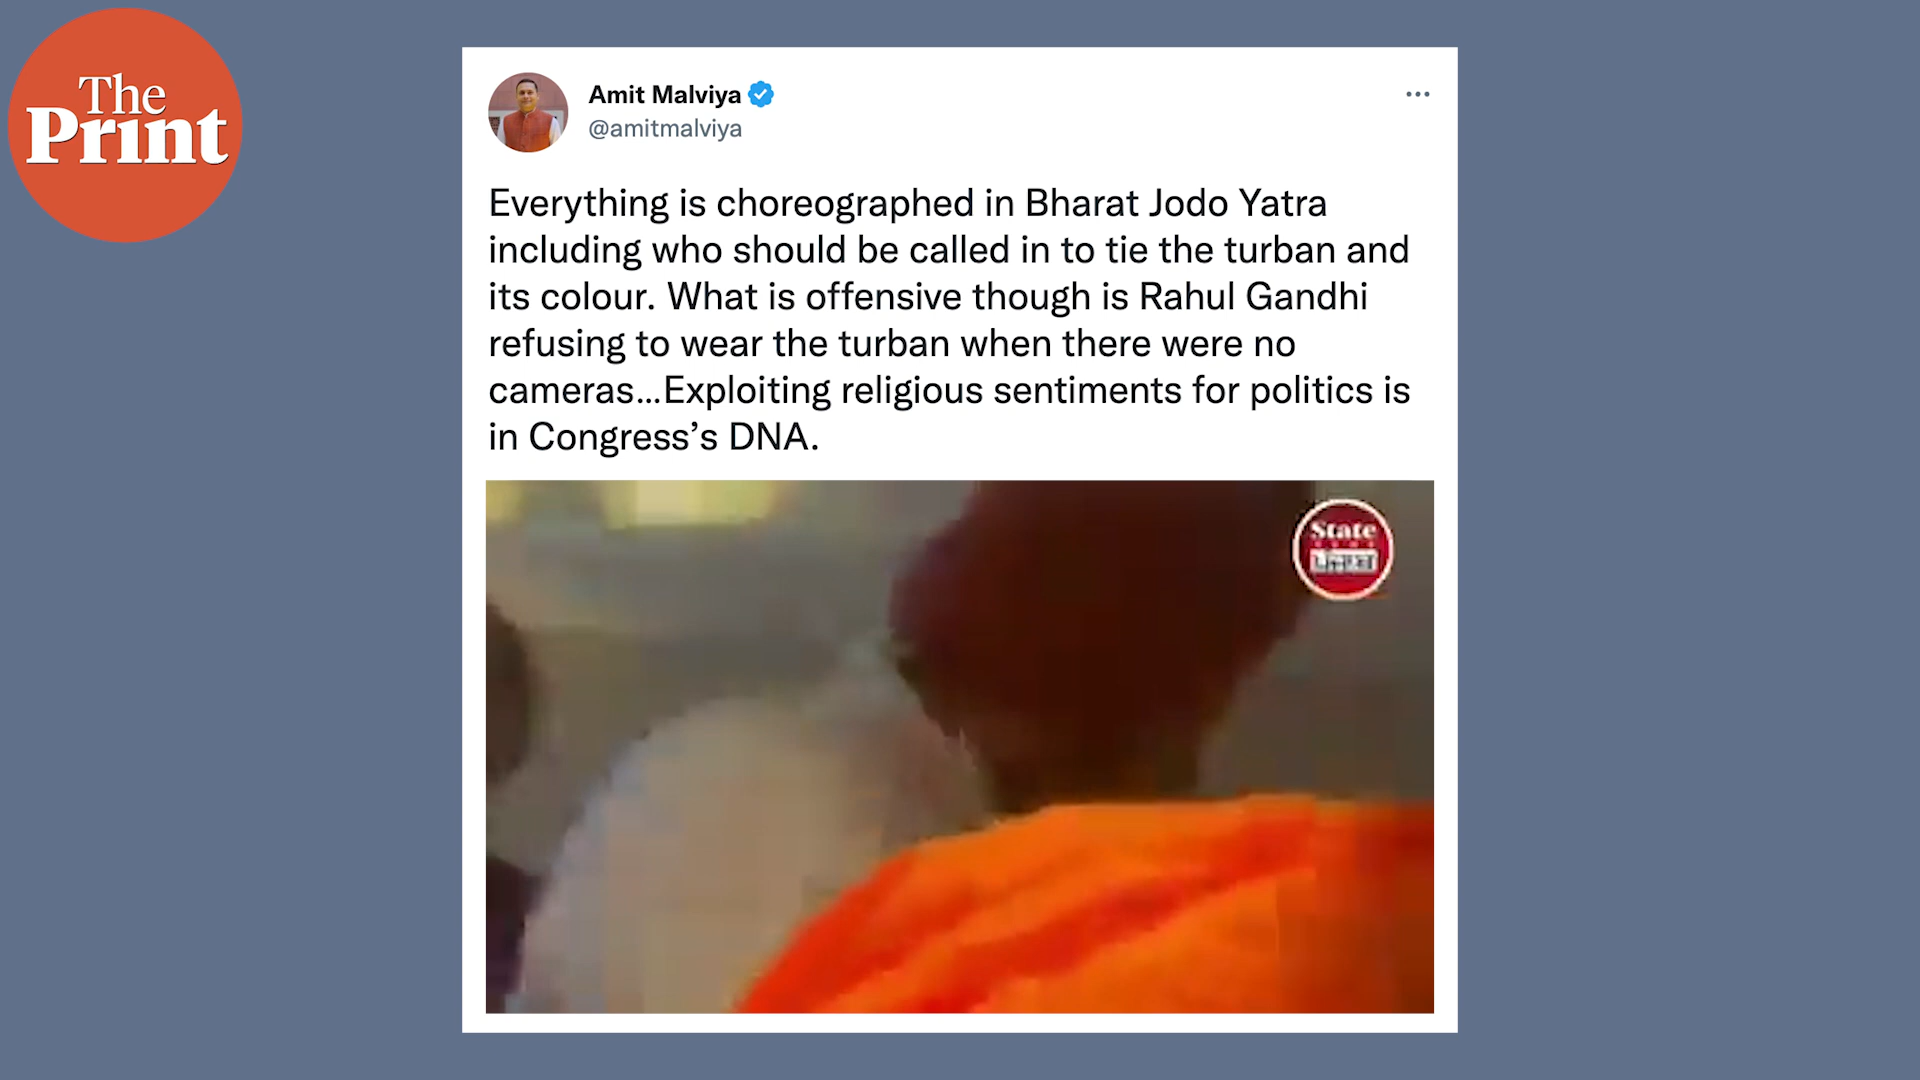 The
Print
Amit Malviya
@amitmalviya
Everything is choreographed in Bharat Jodo Yatra
including who should be called in to tie the turban and
its colour. What is offensive though is Rahul Gandhi
refusing to wear the turban when there were no
cameras...Exploiting religious sentiments for politics is
in Congress’s DNA.
State